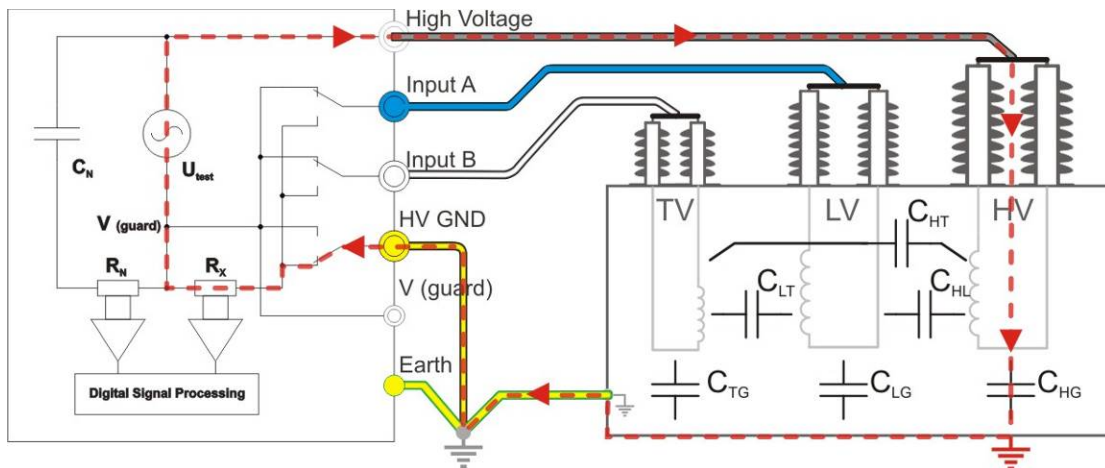 High Voltage
Input A
Input B
HV GND
V (guard)
Earth
C_N
U_test
V (guard)
R_N
R_X
Digital Signal Processing
TV
LV
HV
C_HT
C_LT
C_HL
C_TG
C_LG
C_HG